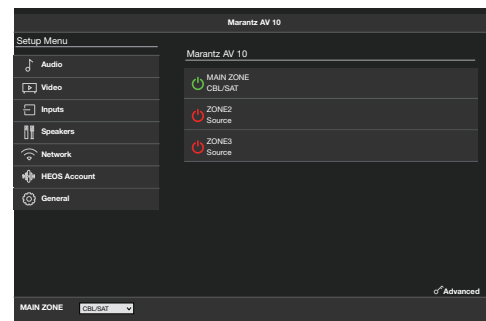 Marantz AV 10
Setup Menu
Audio
Video
Inputs
Speakers
Network
HEOS Account
General
Marantz AV 10
MAIN ZONE
CBL/SAT
ZONE2
Source
ZONE3
Source
Advanced
MAIN ZONE CBL/SAT